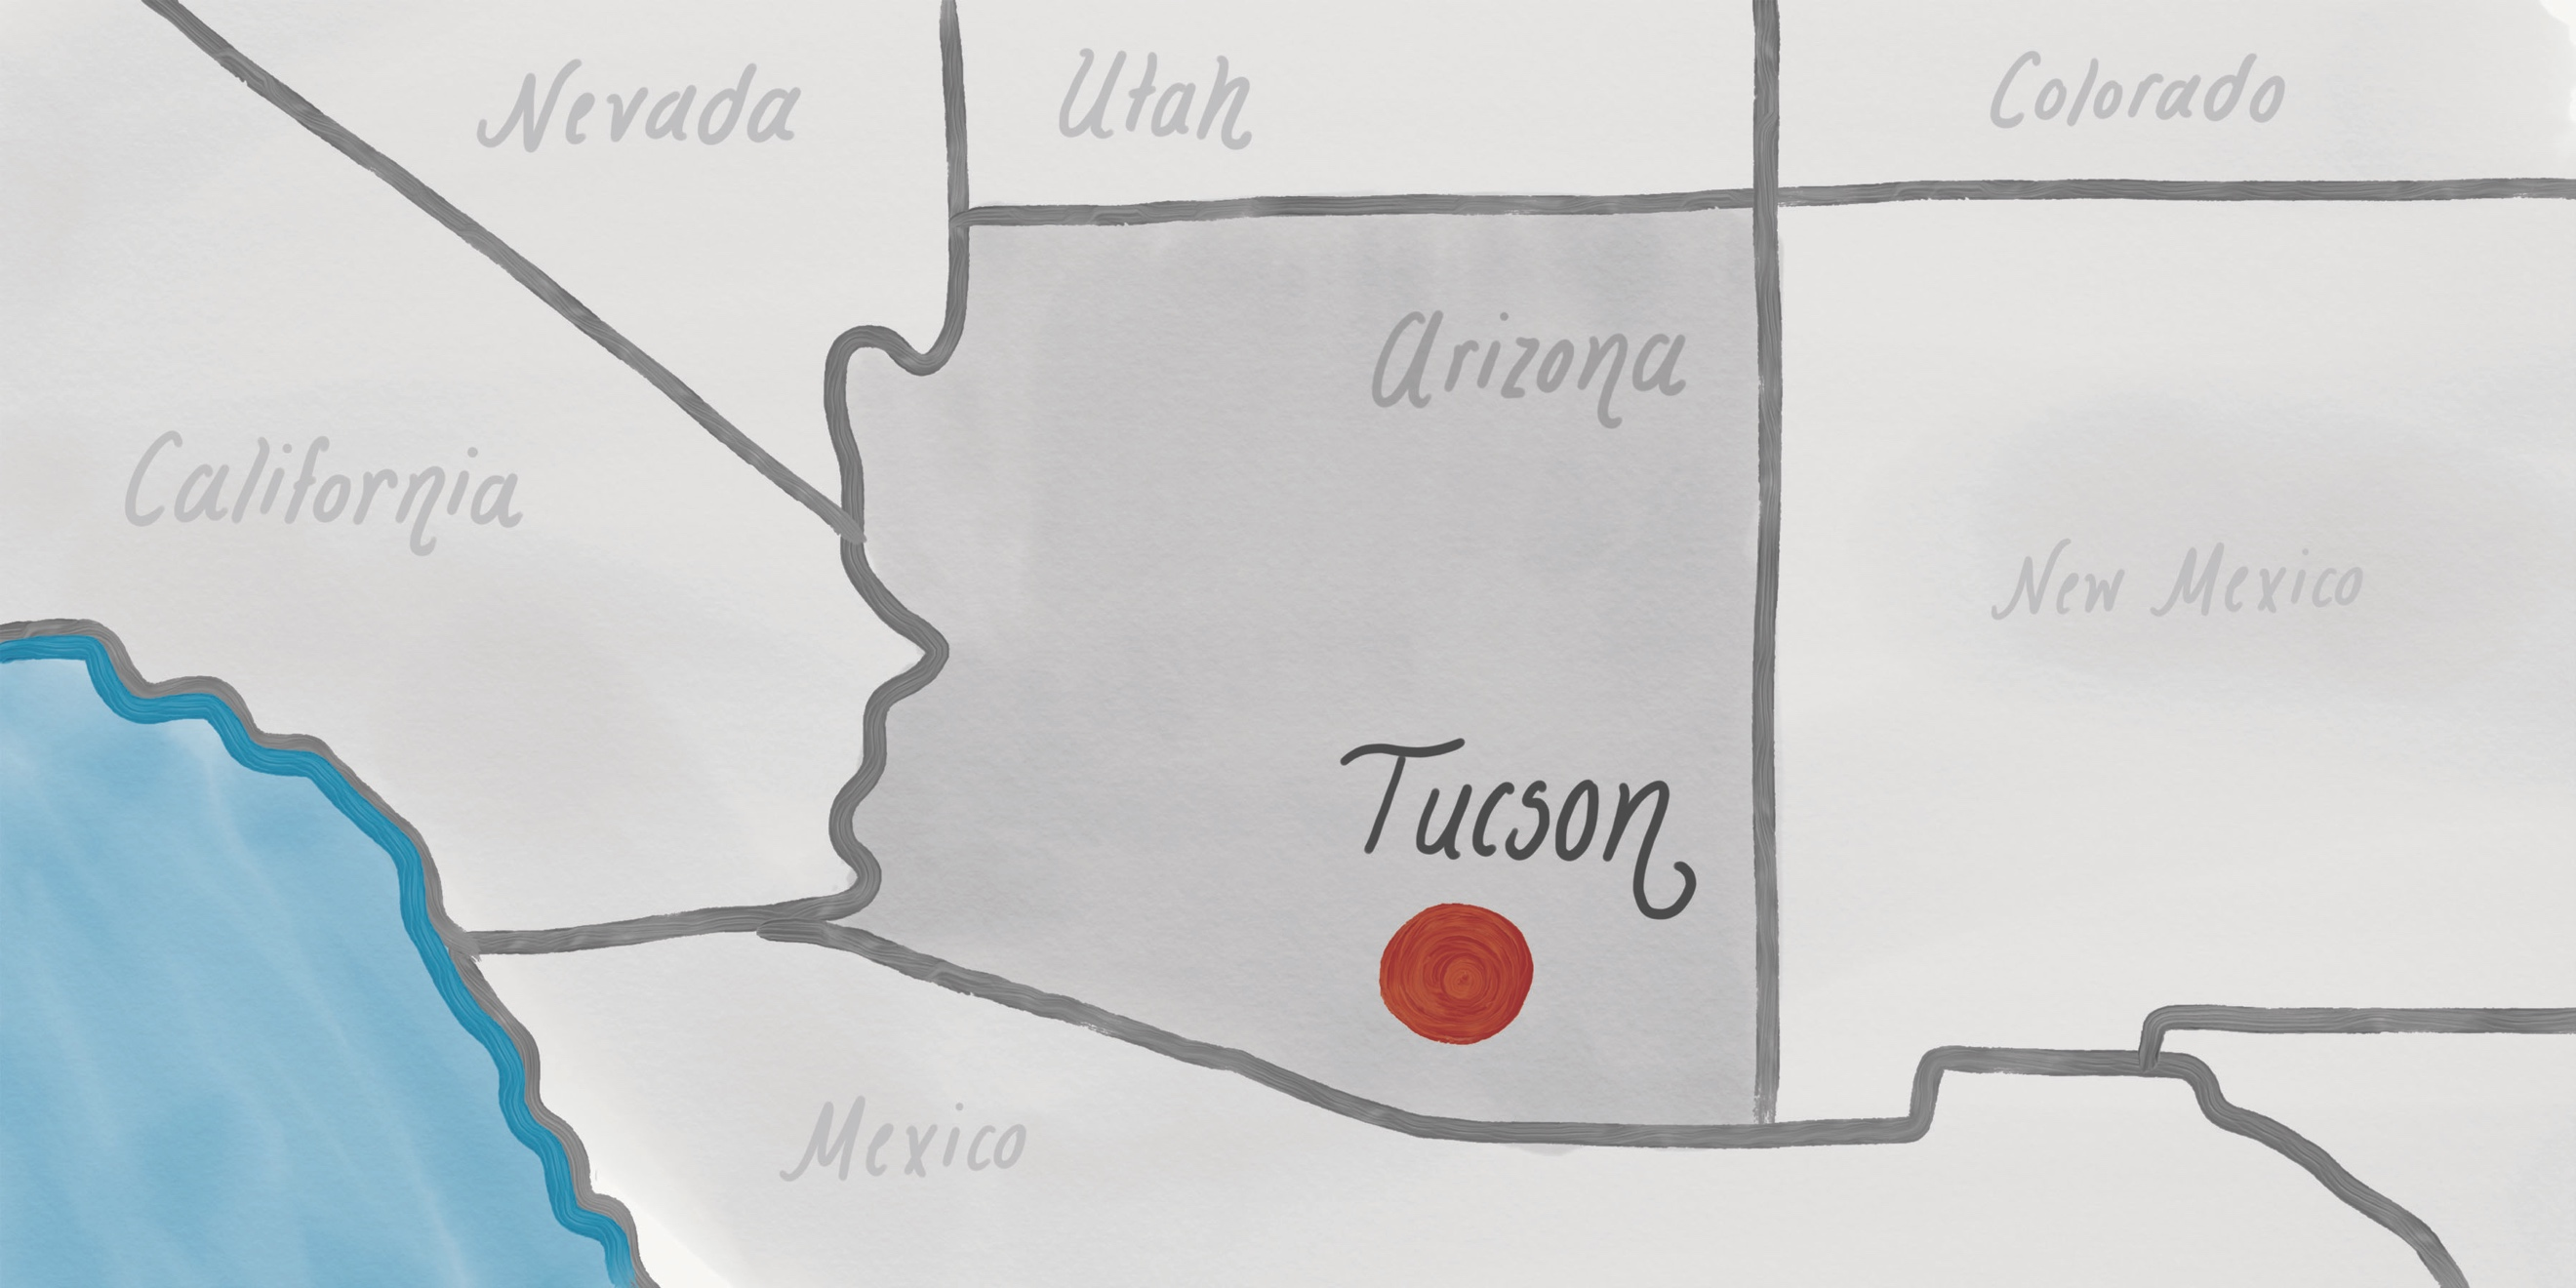 Nevada
Utah
Colorado
Arizona
California
New Mexico
Tucson
Mexico